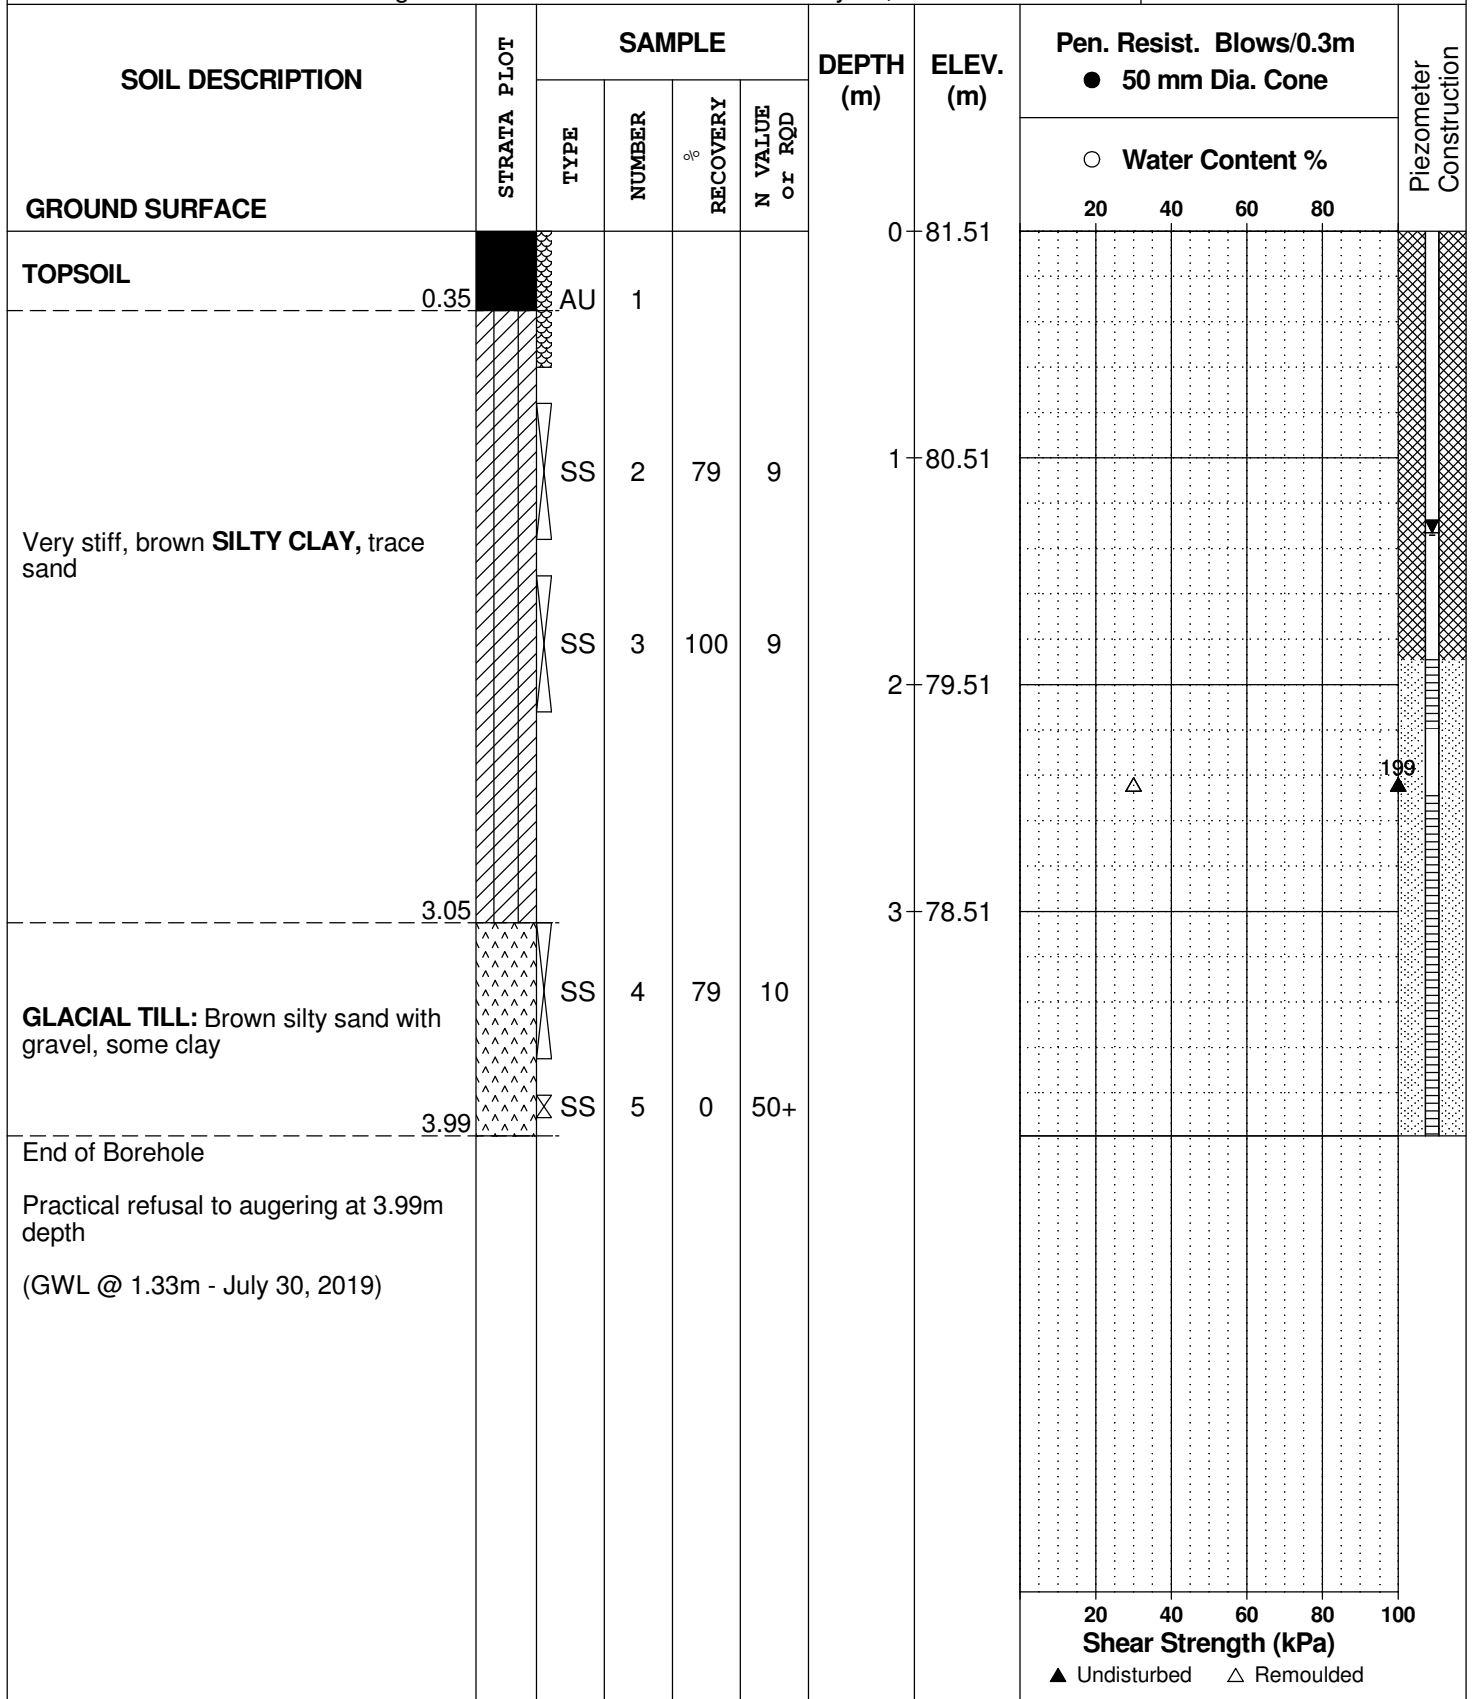 SOIL DESCRIPTION
GROUND SURFACE
STRATA PLOT
SAMPLE
TYPE
NUMBER
%
RECOVERY
N VALUE
or RQD
DEPTH
(m)
ELEV.
(m)
Pen. Resist. Blows/0.3m
● 50 mm Dia. Cone
○ Water Content %
20 40 60 80
Piezometer
Construction
0 81.51
TOPSOIL
0.35
AU 1
1 80.51
SS 2 79 9
Very stiff, brown SILTY CLAY, trace
sand
SS 3 100 9
2 79.51
199
3.05
3 78.51
SS 4 79 10
GLACIAL TILL: Brown silty sand with
gravel, some clay
SS 5 0 50+
3.99
End of Borehole
Practical refusal to augering at 3.99m
depth
(GWL @ 1.33m - July 30, 2019)
20 40 60 80 100
Shear Strength (kPa)
▲ Undisturbed △ Remoulded